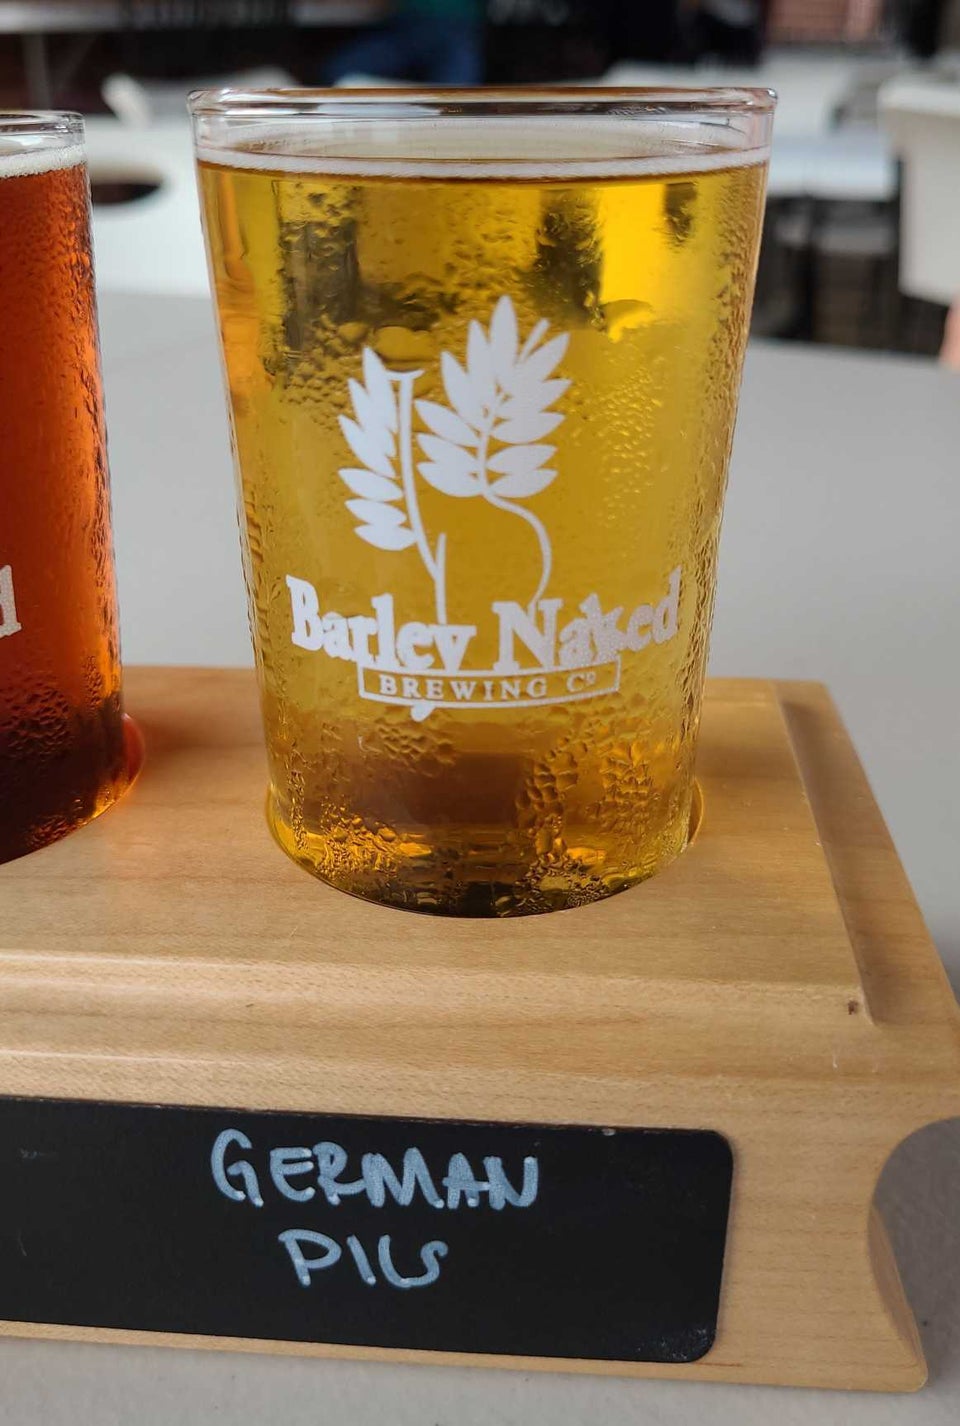 Barley Naked
BREWING Cº
d
GERMAN
PILS